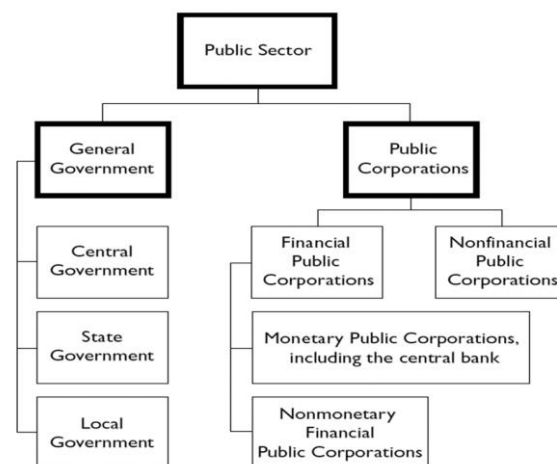 Public Sector
General
Government
Public
Corporations
Central
Government
Financial
Public
Corporations
Nonfinancial
Public
Corporations
State
Government
Monetary Public Corporations,
including the central bank
Local
Government
Nonmonetary
Financial
Public Corporations